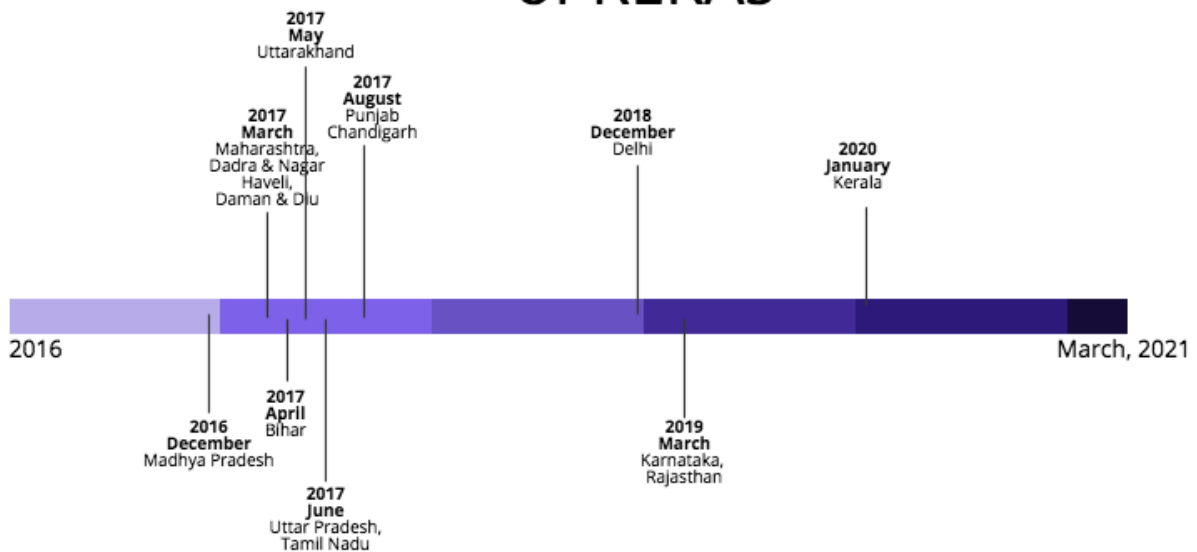 2017
May
Uttarakhand
2017
August
Punjab
Chandigarh
2017
March
Maharashtra,
Dadra & Nagar
Haveli,
Daman & Diu
2018
December
Delhi
2020
January
Kerala
2016
March, 2021
2016
December
Madhya Pradesh
2017
April
Bihar
2017
June
Uttar Pradesh,
Tamil Nadu
2019
March
Karnataka,
Rajasthan